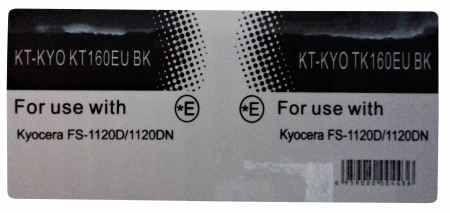 KT-KYO KT160EU BK
KT-KYO TK160EU BK
For use with
*E
*E
For use with
Kyocera FS-1120D/1120DN
Kyocera FS-1120D/1120DN